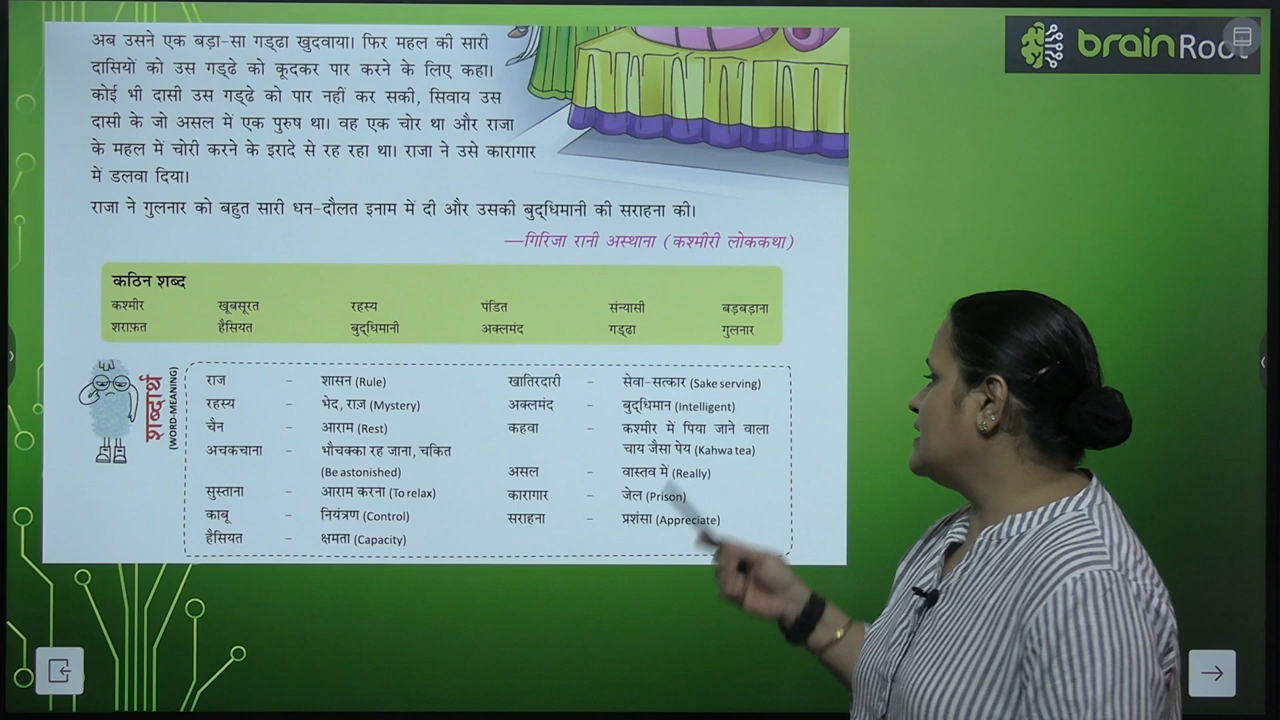 अब उसने एक बड़ा-सा गड्ढा खुदवाया। फिर महल की सारी
दासियों को उस गड्ढे को कूदकर पार करने के लिए कहा।
कोई भी दासी उस गड्ढे को पार नहीं कर सकी, सिवाय उस
दासी के जो असल में एक पुरुष था। वह एक चोर था और राजा
के महल में चोरी करने के इरादे से रह रहा था। राजा ने उसे कारागार
में डलवा दिया।
राजा ने गुलनार को बहुत सारी धन-दौलत इनाम में दी और उसकी बुद्धिमानी की सराहना की।
—गिरिजा रानी अस्थाना (कश्मीरी लोककथा)
कठिन शब्द
कश्मीर खूबसूरत रहस्य पंडित संन्यासी बड़बड़ाना
शराफ़त हैसियत बुद्धिमानी अक्लमंद गड्ढा गुलनार
शब्दार्थ
(WORD-MEANING)
राज – शासन (Rule) खातिरदारी – सेवा-सत्कार (Sake serving)
रहस्य – भेद, राज़ (Mystery) अक्लमंद – बुद्धिमान (Intelligent)
चैन – आराम (Rest) कहवा – कश्मीर में पिया जाने वाला
अचकचाना – भौचक्का रह जाना, चकित चाय जैसा पेय (Kahwa tea)
(Be astonished) असल – वास्तव में (Really)
सुस्ताना – आराम करना (To relax) कारागार – जेल (Prison)
काबू – नियंत्रण (Control) सराहना – प्रशंसा (Appreciate)
हैसियत – क्षमता (Capacity)
brainRoot